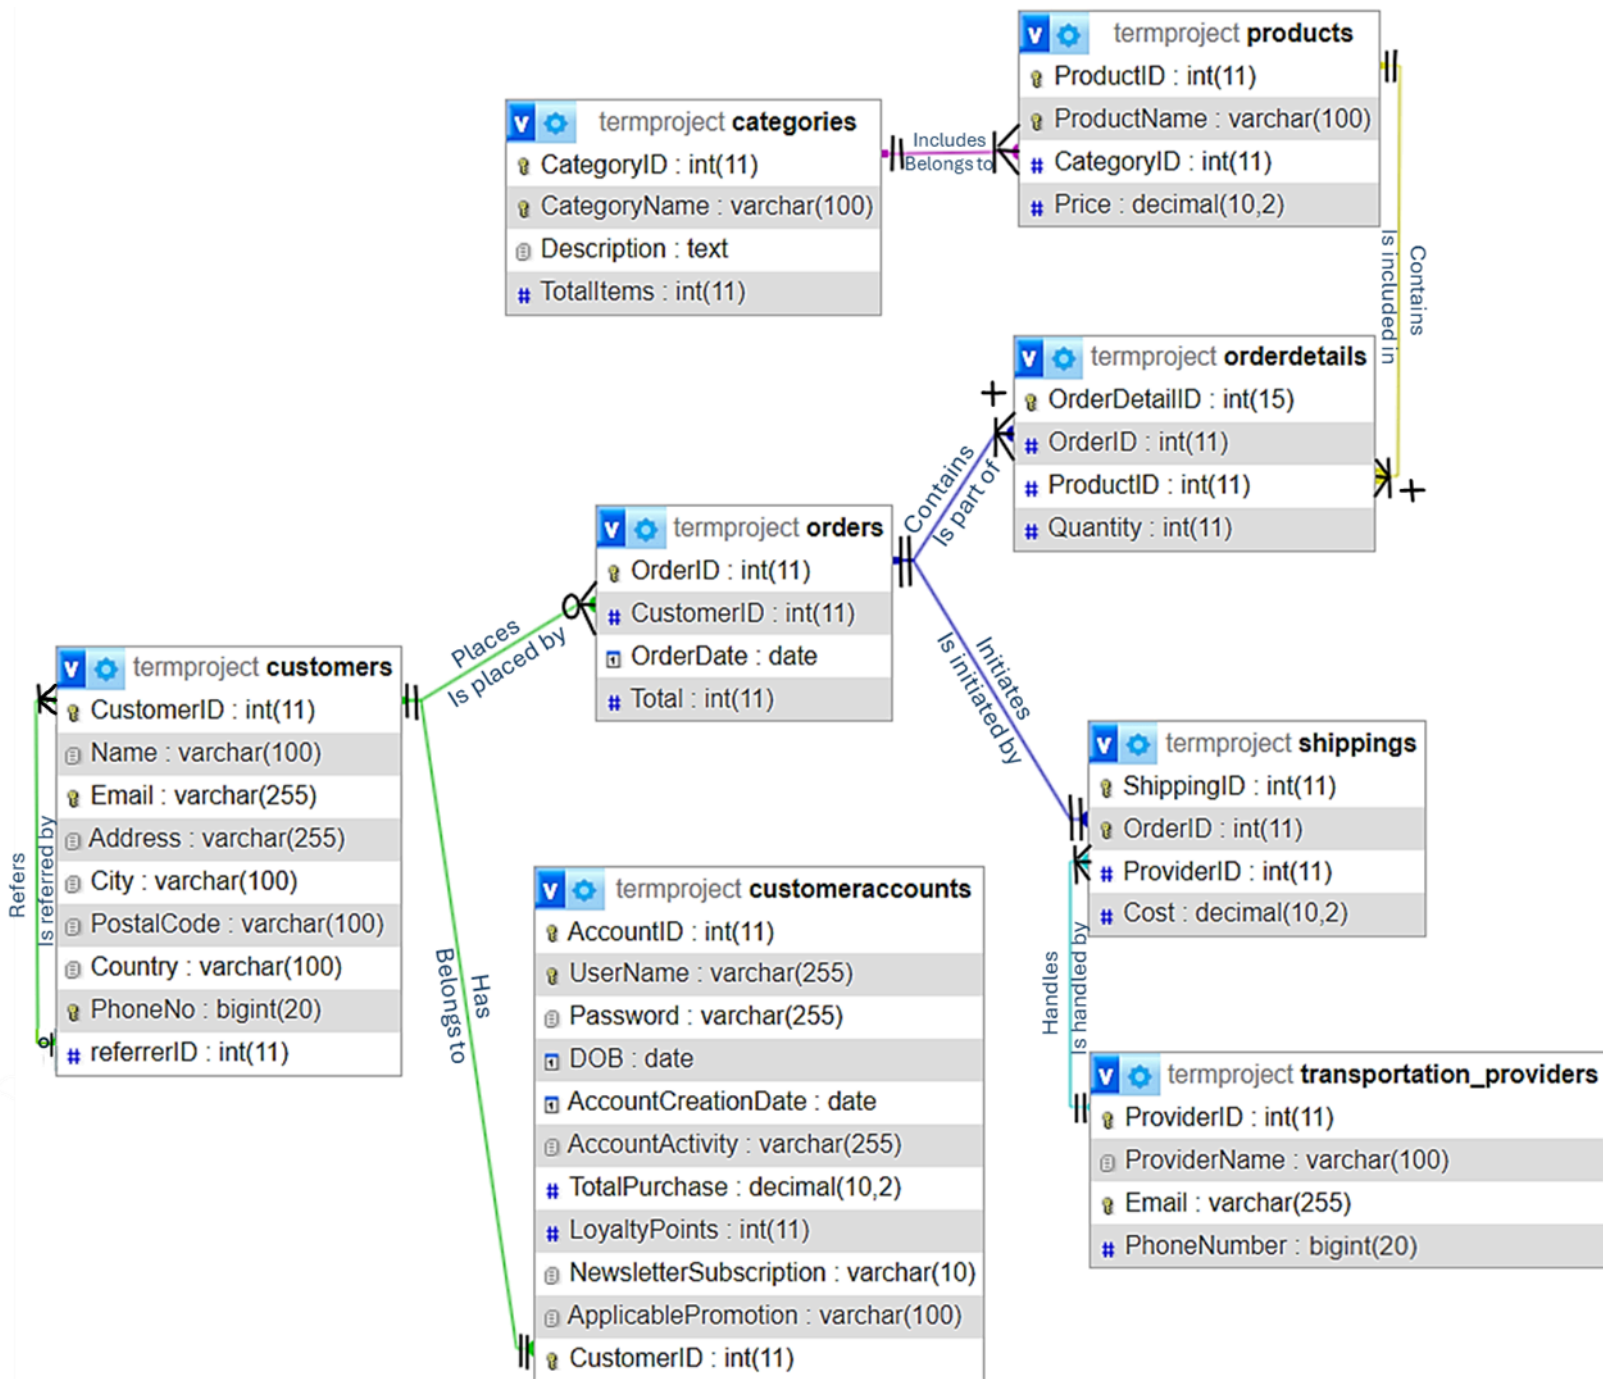 v termproject products
ProductID : int(11)
ProductName : varchar(100)
CategoryID : int(11)
Price : decimal(10,2)
v termproject categories
CategoryID : int(11)
CategoryName : varchar(100)
Description : text
TotalItems : int(11)
Includes
Belongs to
Contains
Is included in
v termproject orderdetails
OrderDetailID : int(15)
OrderID : int(11)
ProductID : int(11)
Quantity : int(11)
+
+
Contains
Is part of
v termproject orders
OrderID : int(11)
CustomerID : int(11)
OrderDate : date
Total : int(11)
Places
Is placed by
Initiates
Is initiated by
v termproject customers
CustomerID : int(11)
Name : varchar(100)
Email : varchar(255)
Address : varchar(255)
City : varchar(100)
PostalCode : varchar(100)
Country : varchar(100)
PhoneNo : bigint(20)
referrerID : int(11)
Refers
Is referred by
Has
Belongs to
v termproject shippings
ShippingID : int(11)
OrderID : int(11)
ProviderID : int(11)
Cost : decimal(10,2)
Handles
Is handled by
v termproject customeraccounts
AccountID : int(11)
UserName : varchar(255)
Password : varchar(255)
DOB : date
AccountCreationDate : date
AccountActivity : varchar(255)
TotalPurchase : decimal(10,2)
LoyaltyPoints : int(11)
NewsletterSubscription : varchar(10)
ApplicablePromotion : varchar(100)
CustomerID : int(11)
v termproject transportation_providers
ProviderID : int(11)
ProviderName : varchar(100)
Email : varchar(255)
PhoneNumber : bigint(20)